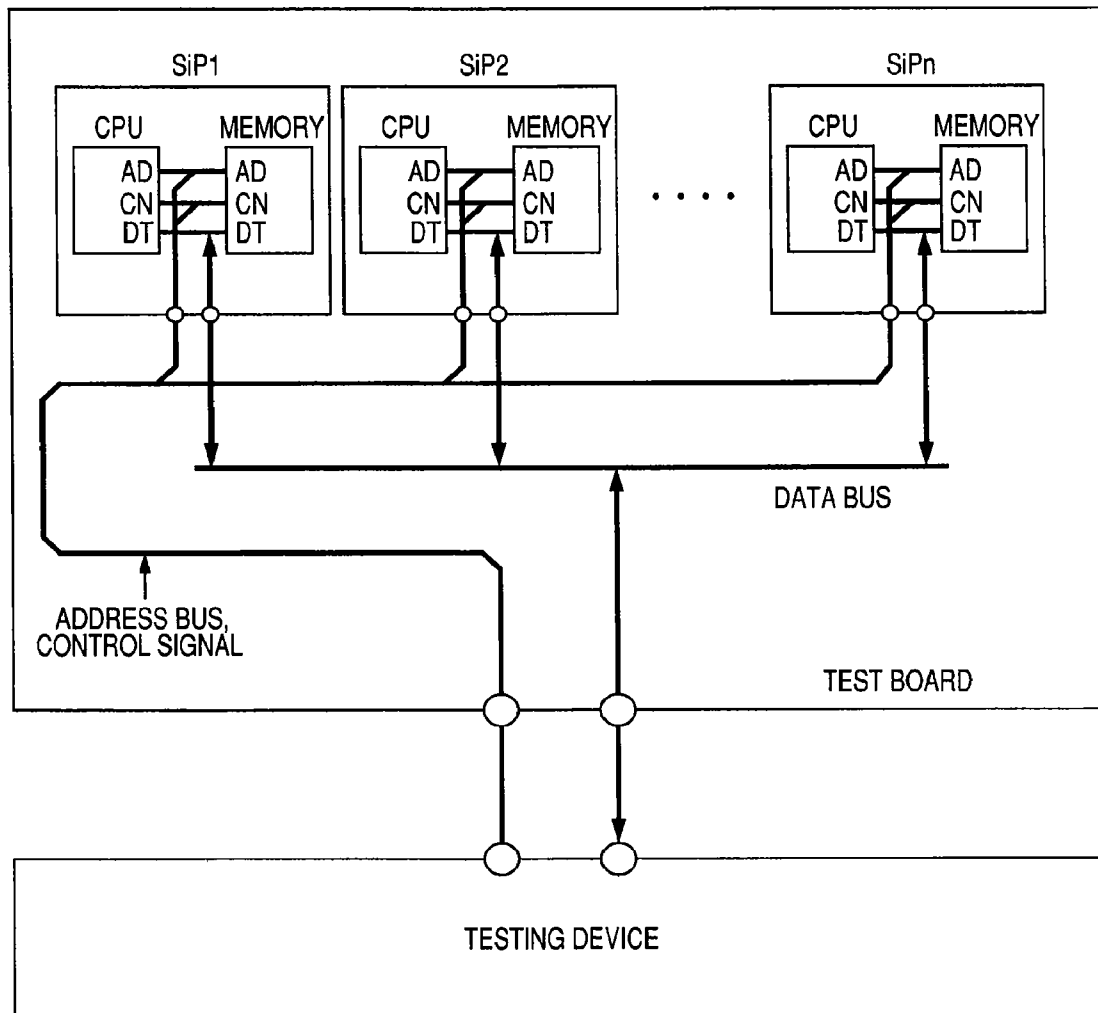 SiP1
SiP2
SiPn
CPU MEMORY
CPU MEMORY
CPU MEMORY
AD AD
AD AD
AD AD
CN CN
CN CN
CN CN
DT DT
DT DT
DT DT
DATA BUS
ADDRESS BUS,
CONTROL SIGNAL
TEST BOARD
TESTING DEVICE